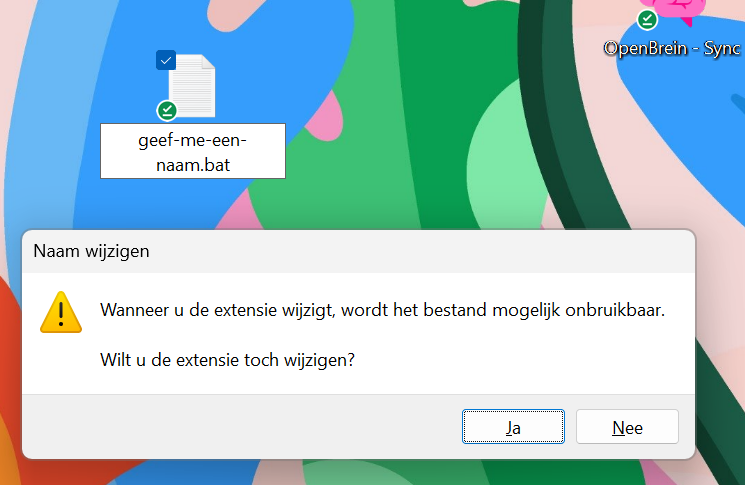 OpenBrein - Sync
geef-me-een-
naam.bat
Naam wijzigen
Wanneer u de extensie wijzigt, wordt het bestand mogelijk onbruikbaar.
Wilt u de extensie toch wijzigen?
Ja
Nee